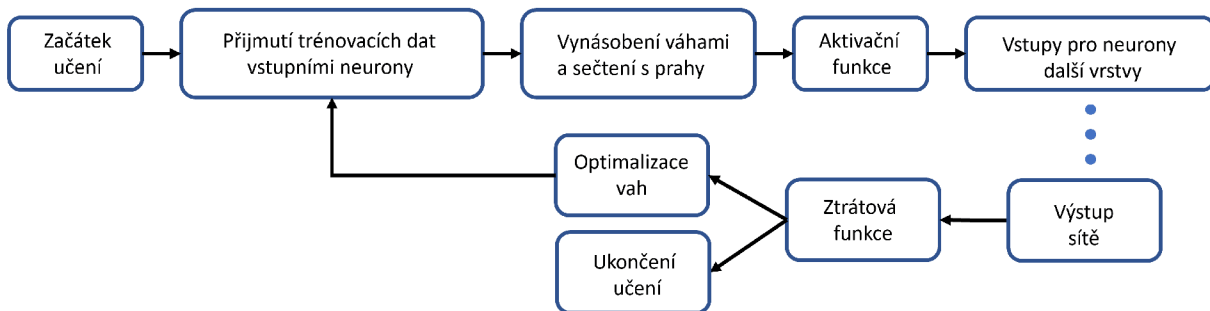 Začátek
učení
Přijmutí trénovacích dat
vstupními neurony
Vynásobení váhami
a sečtení s prahy
Aktivační
funkce
Vstupy pro neurony
další vrstvy
Optimalizace
vah
Ztrátová
funkce
Výstup
sítě
Ukončení
učení